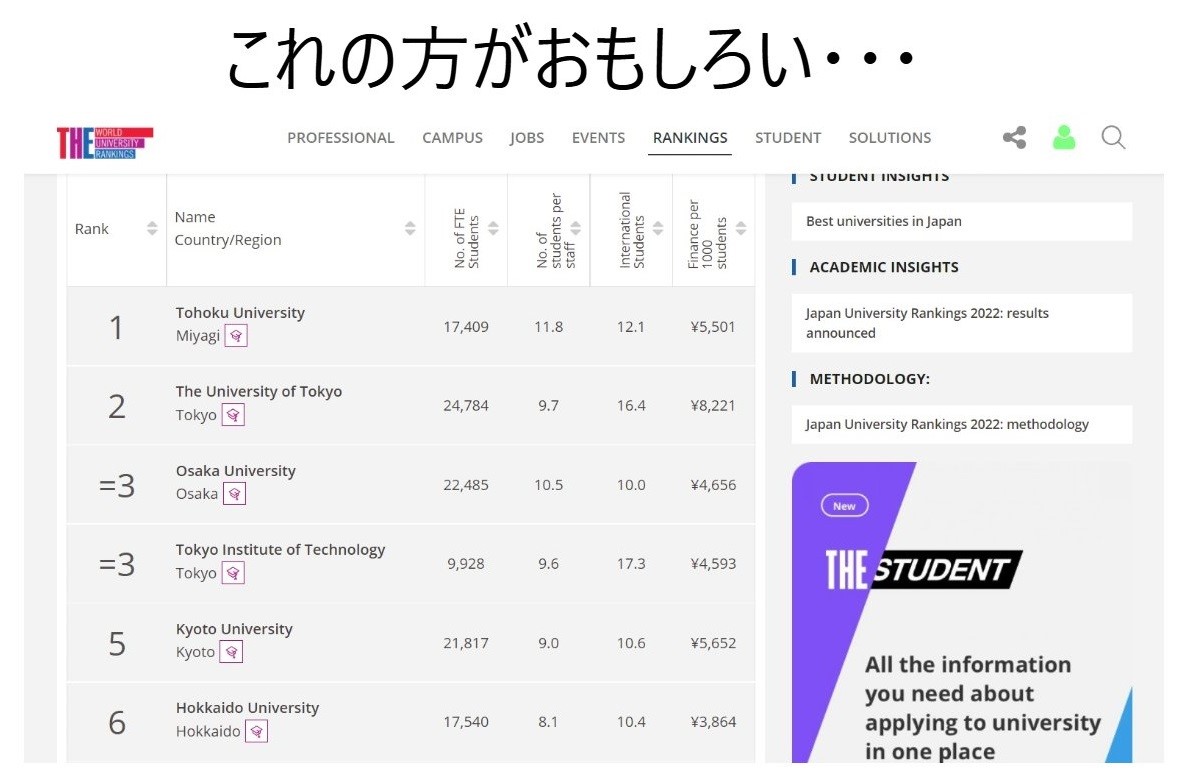 これの方がおもしろい・・・
THE WORLD UNIVERSITY RANKINGS
PROFESSIONAL CAMPUS JOBS EVENTS RANKINGS STUDENT SOLUTIONS
Rank
Name
Country/Region
No. of FTE Students
No. of students per staff
International Students
Finance per 1000 students
1 Tohoku University 17,409 11.8 12.1 ¥5,501
Miyagi
2 The University of Tokyo 24,784 9.7 16.4 ¥8,221
Tokyo
=3 Osaka University 22,485 10.5 10.0 ¥4,656
Osaka
=3 Tokyo Institute of Technology 9,928 9.6 17.3 ¥4,593
Tokyo
5 Kyoto University 21,817 9.0 10.6 ¥5,652
Kyoto
6 Hokkaido University 17,540 8.1 10.4 ¥3,864
Hokkaido
STUDENT INSIGHTS
Best universities in Japan
ACADEMIC INSIGHTS
Japan University Rankings 2022: results
announced
METHODOLOGY:
Japan University Rankings 2022: methodology
New
THE STUDENT
All the information
you need about
applying to university
in one place